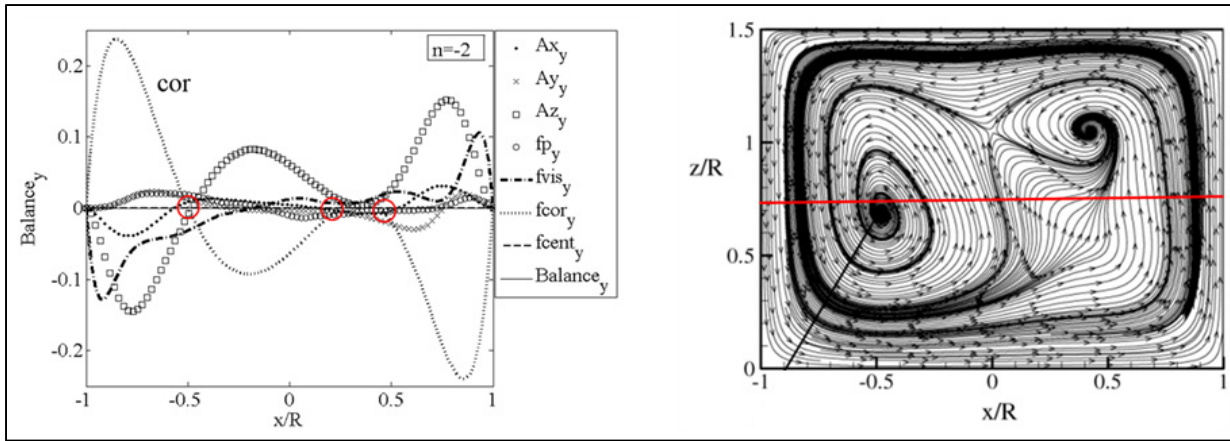 0.2
0.1
0
-0.1
-0.2
Balance_y
cor
n=-2
-1
-0.5
0
0.5
1
x/R
Ax_y
Ay_y
Az_y
fp_y
fvis_y
fcor_y
fcent_y
Balance_y
1.5
1
z/R
0.5
0
-1
-0.5
0
0.5
1
x/R